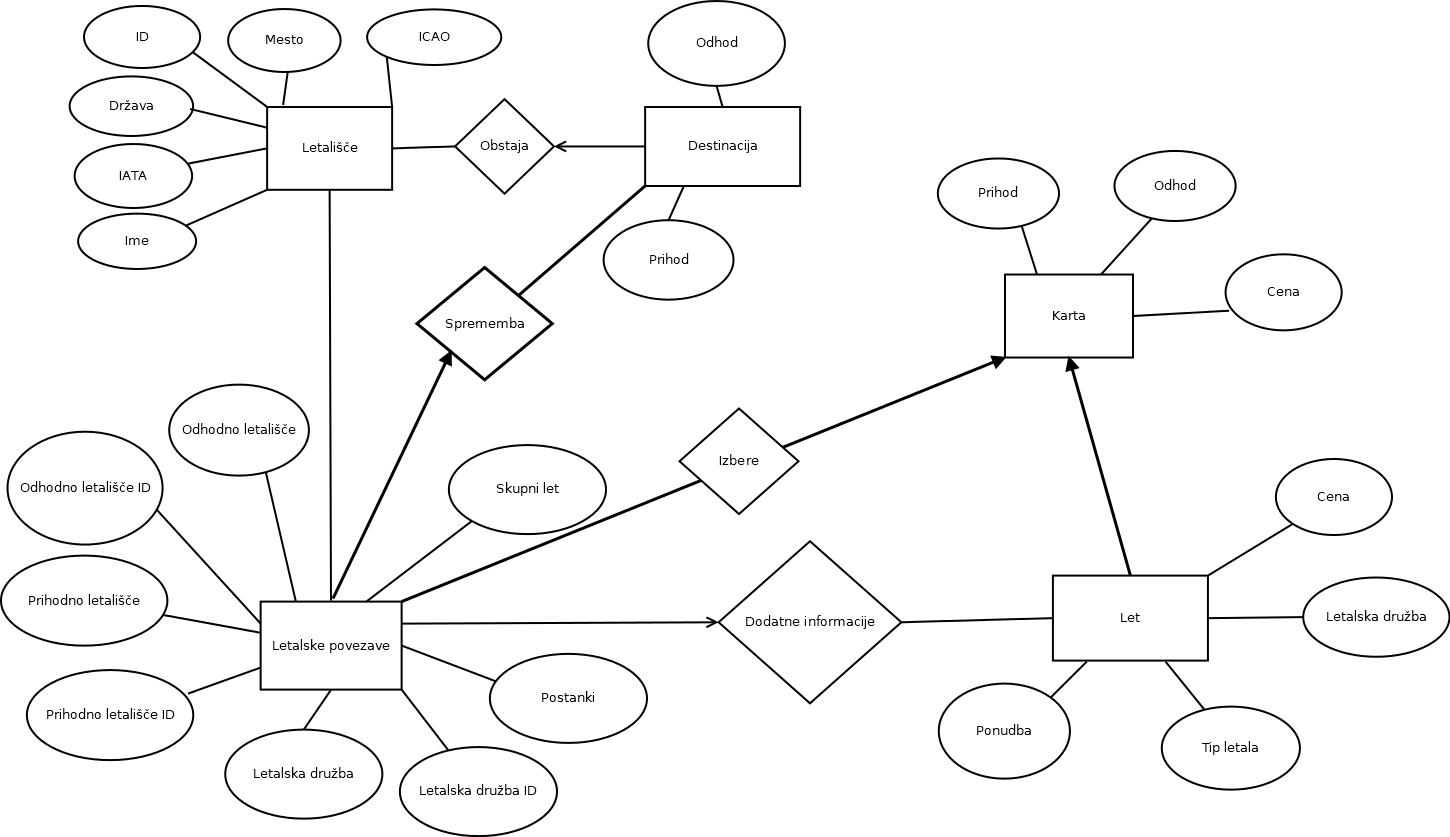 ID
Mesto
ICAO
Odhod
Država
Letališče
Obstaja
Destinacija
IATA
Ime
Prihod
Prihod
Odhod
Cena
Karta
Sprememba
Odhodno letališče
Odhodno letališče ID
Skupni let
Izbere
Cena
Prihodno letališče
Letalske povezave
Dodatne informacije
Let
Letalska družba
Prihodno letališče ID
Postanki
Ponudba
Tip letala
Letalska družba
Letalska družba ID